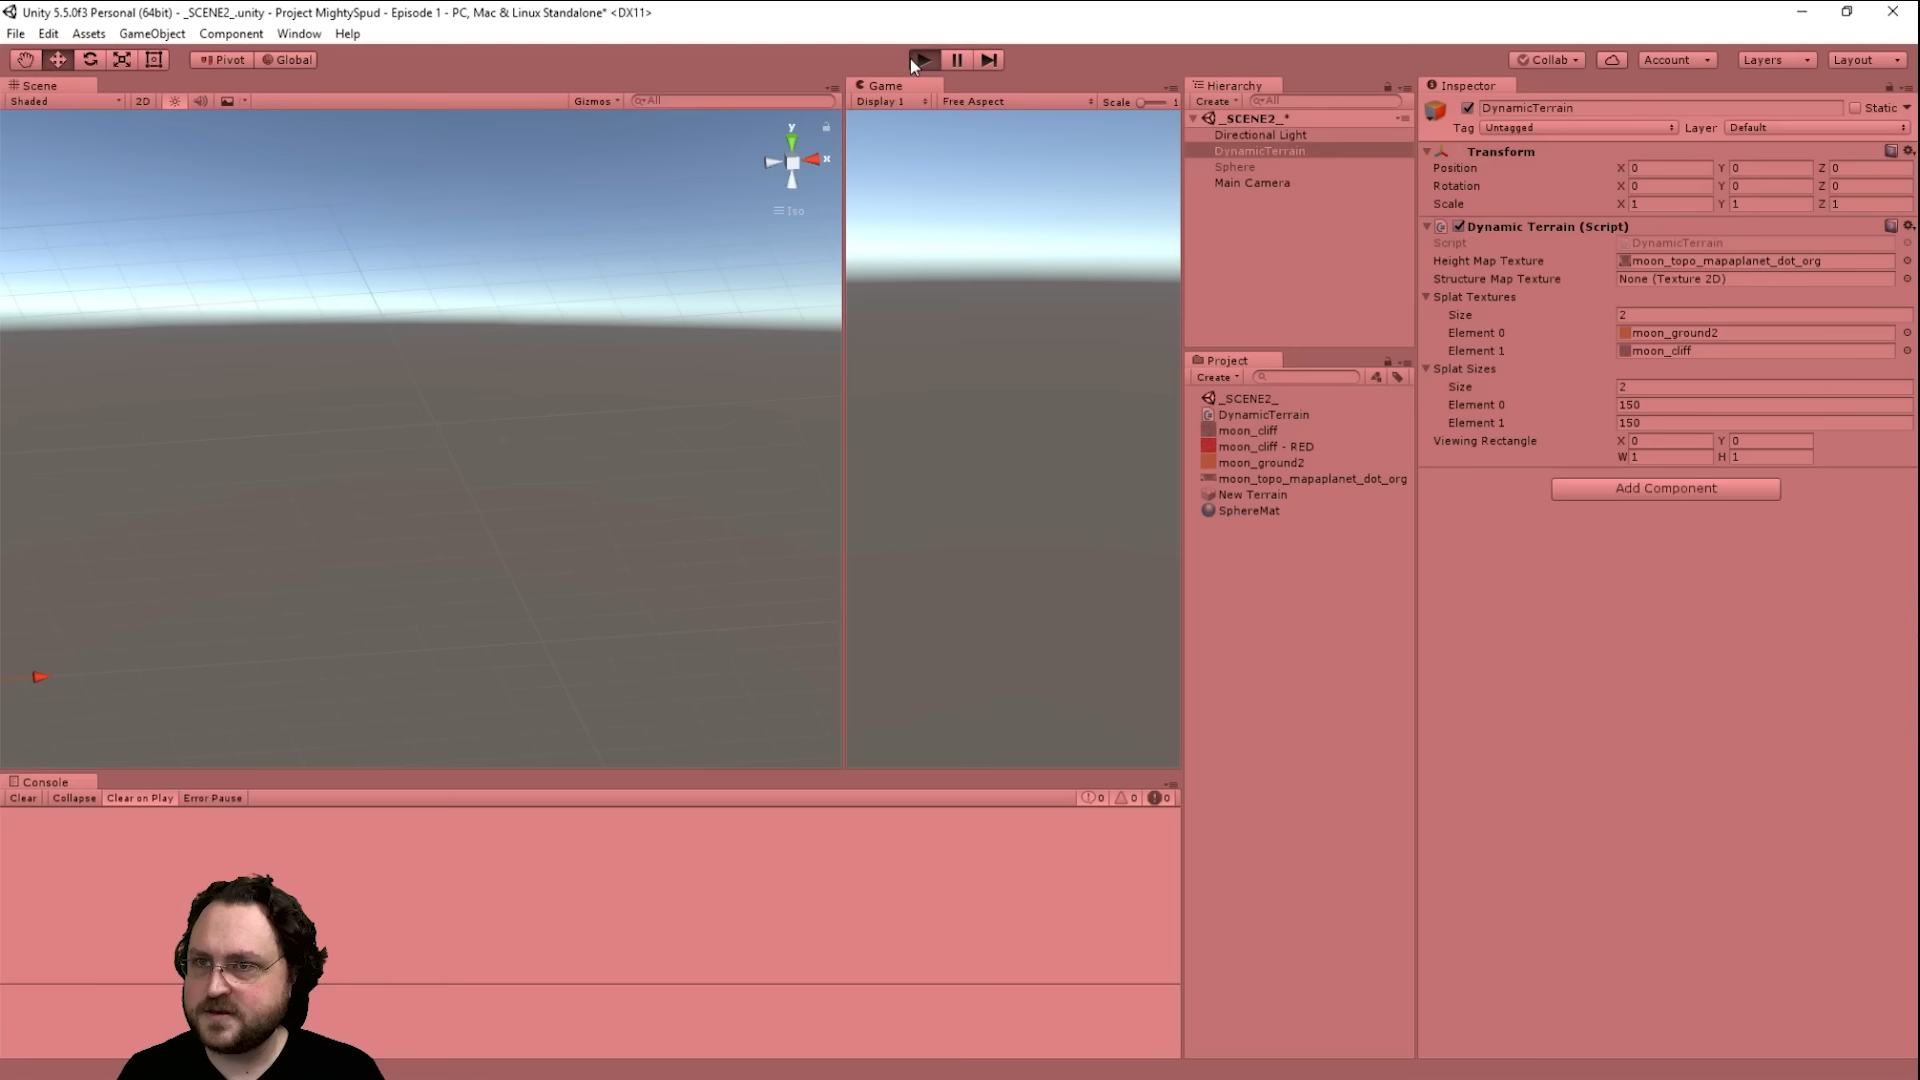 Unity 5.5.0f3 Personal (64bit) - _SCENE2_.unity - Project MightySpud - Episode 1 - PC, Mac & Linux Standalone* <DX11>
File Edit Assets GameObject Component Window Help
Pivot Global Collab Account Layers Layout
Scene
Shaded 2D Gizmos All
y
x
Iso
Game
Display 1 Free Aspect Scale 1
Hierarchy
Create All
_SCENE2_*
Directional Light
DynamicTerrain
Sphere
Main Camera
Project
Create
_SCENE2_
DynamicTerrain
moon_cliff
moon_cliff - RED
moon_ground2
moon_topo_mapaplanet_dot_org
New Terrain
SphereMat
Inspector
DynamicTerrain Static
Tag Untagged Layer Default
Transform
Position X 0 Y 0 Z 0
Rotation X 0 Y 0 Z 0
Scale X 1 Y 1 Z 1
Dynamic Terrain (Script)
Script DynamicTerrain
Height Map Texture moon_topo_mapaplanet_dot_org
Structure Map Texture None (Texture 2D)
Splat Textures
Size 2
Element 0 moon_ground2
Element 1 moon_cliff
Splat Sizes
Size 2
Element 0 150
Element 1 150
Viewing Rectangle X 0 Y 0
W 1 H 1
Add Component
Console
Clear Collapse Clear on Play Error Pause 0 0 0